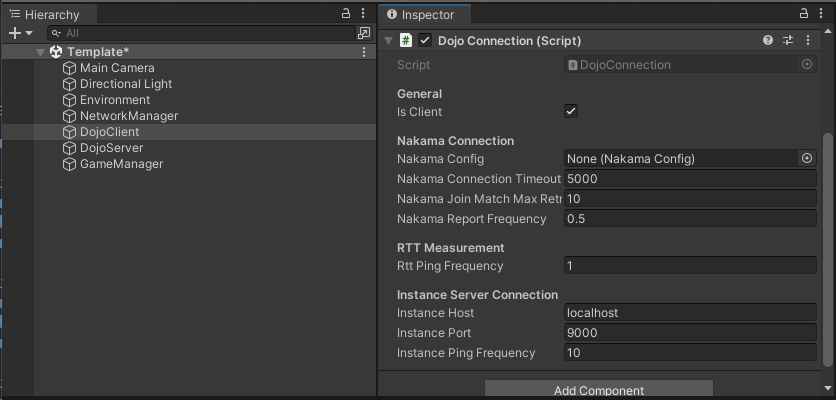 Hierarchy
All
Template*
Main Camera
Directional Light
Environment
NetworkManager
DojoClient
DojoServer
GameManager
Inspector
# Dojo Connection (Script)
Script DojoConnection
General
Is Client
Nakama Connection
Nakama Config None (Nakama Config)
Nakama Connection Timeout 5000
Nakama Join Match Max Retr 10
Nakama Report Frequency 0.5
RTT Measurement
Rtt Ping Frequency 1
Instance Server Connection
Instance Host localhost
Instance Port 9000
Instance Ping Frequency 10
Add Component